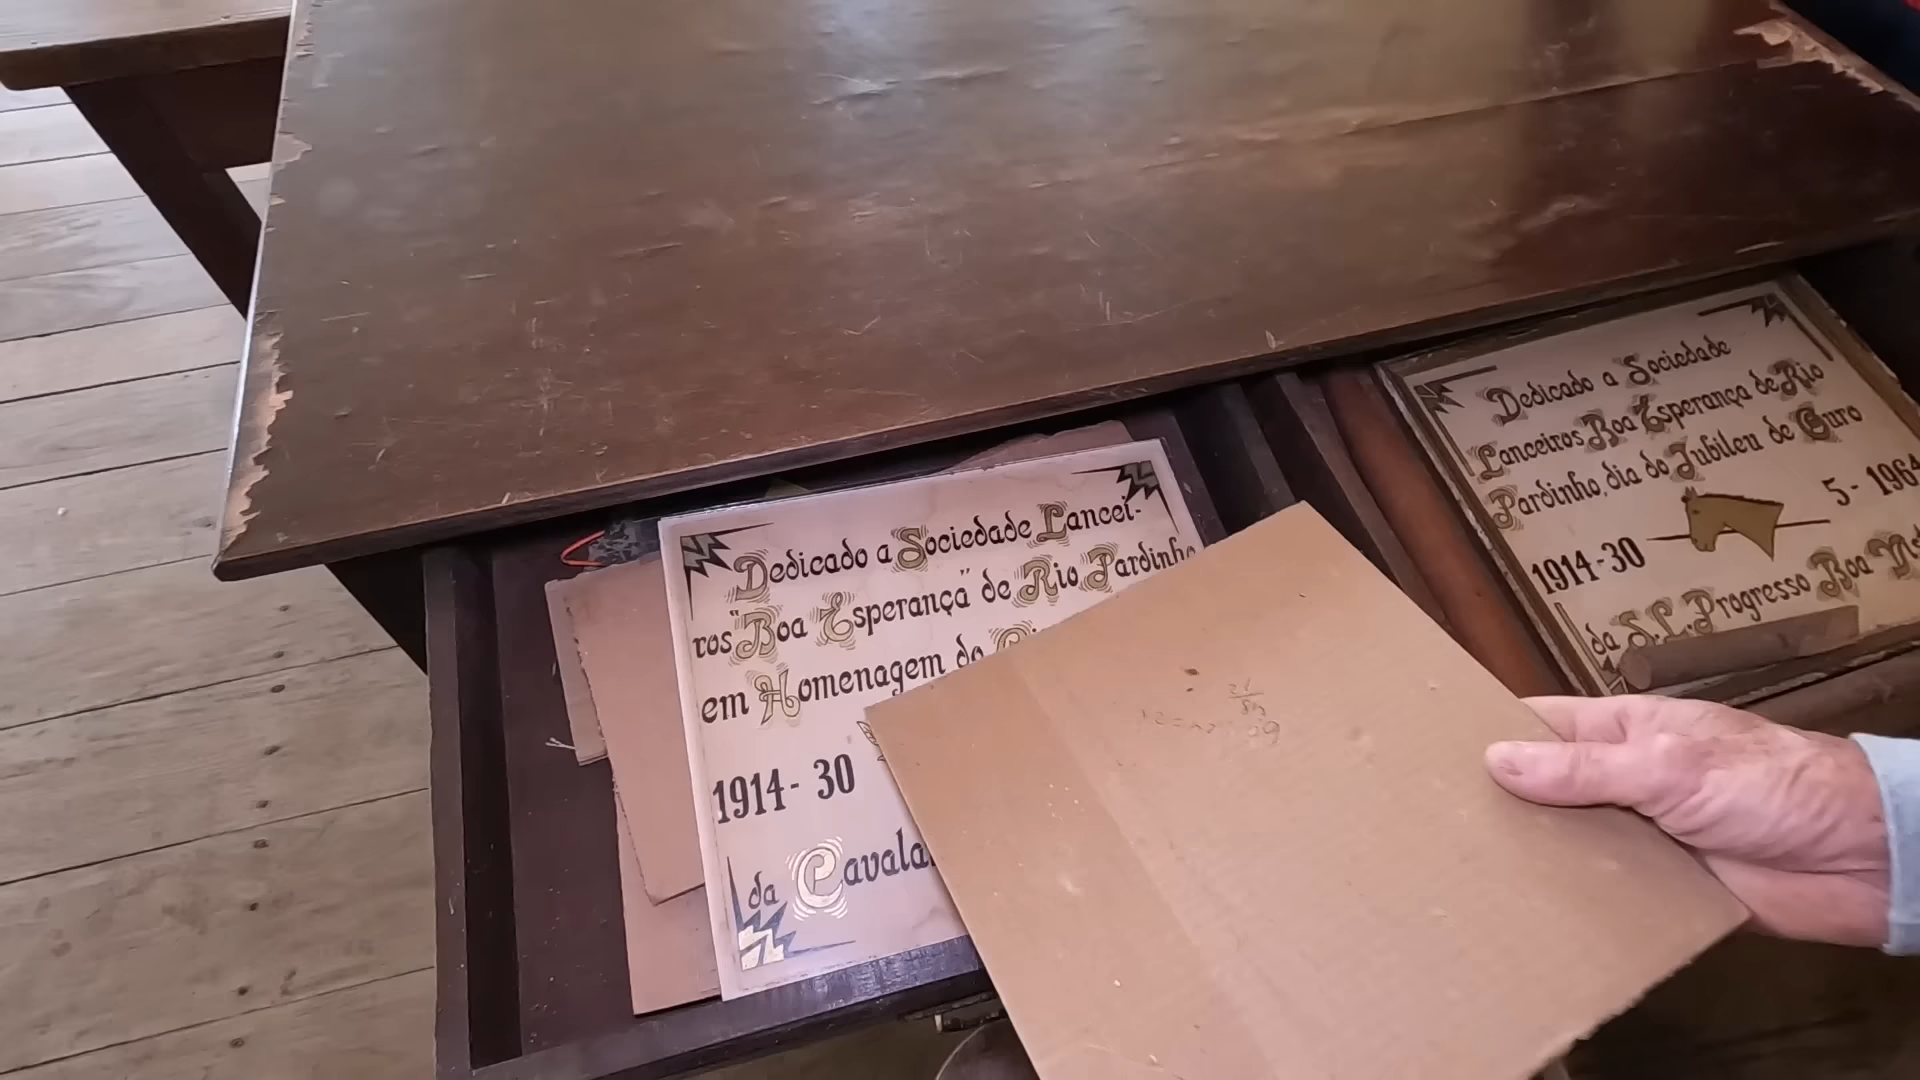 Dedicado a Sociedade Lancei-
ros "Boa Esperança" de Rio Pardinho
em Homenagem do
1914- 30
da
Dedicado a Sociedade
Lanceiros Boa Esperança de Rio
Pardinho, dia do Jubileu de Ouro
1914-30 5- 1964
da S.L. Progresso Boa